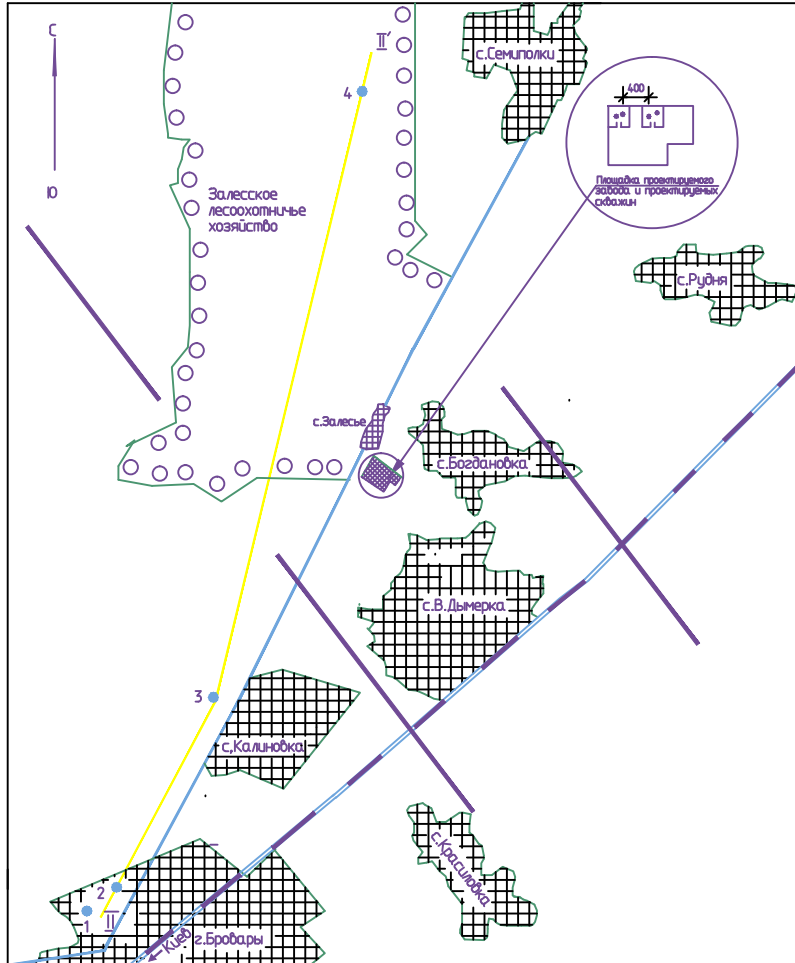 С
Ю
II'
4
с.Семиполки
400
Площадка проектируемого
завода и проектируемых
скважин
Залесское
лесоохотничье
хозяйство
с.Рудня
с.Залесье
с.Богдановка
с.В.Дымерка
3
с,Калиновка
с.Красиловка
2
1
II
г.Бровары
←Киев